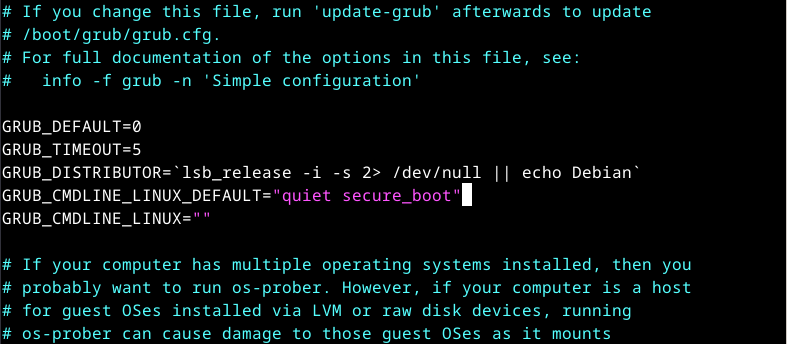 # If you change this file, run 'update-grub' afterwards to update
# /boot/grub/grub.cfg.
# For full documentation of the options in this file, see:
#   info -f grub -n 'Simple configuration'

GRUB_DEFAULT=0
GRUB_TIMEOUT=5
GRUB_DISTRIBUTOR=`lsb_release -i -s 2> /dev/null || echo Debian`
GRUB_CMDLINE_LINUX_DEFAULT="quiet secure_boot"
GRUB_CMDLINE_LINUX=""

# If your computer has multiple operating systems installed, then you
# probably want to run os-prober. However, if your computer is a host
# for guest OSes installed via LVM or raw disk devices, running
# os-prober can cause damage to those guest OSes as it mounts